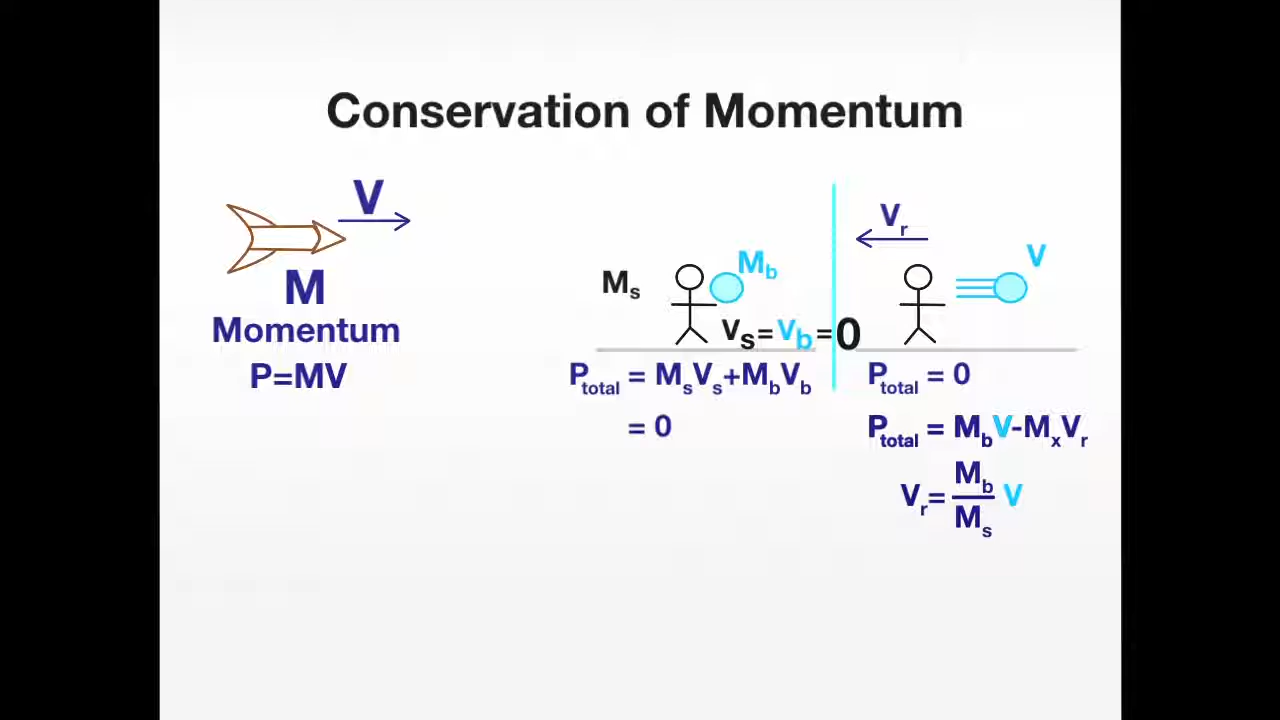 Conservation of Momentum
V
M
Momentum
P=MV
Ms
Mb
Vs=Vb=0
Ptotal = MsVs+MbVb
= 0
Vr
V
Ptotal = 0
Ptotal = MbV-MxVr
Vr= Mb/Ms V